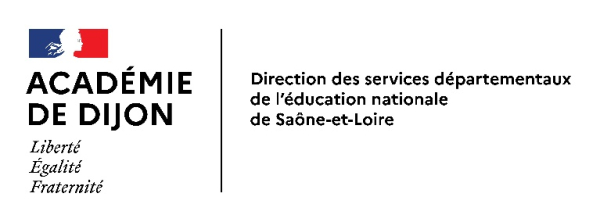 ACADÉMIE
DE DIJON
Liberté
Égalité
Fraternité
Direction des services départementaux
de l'éducation nationale
de Saône-et-Loire